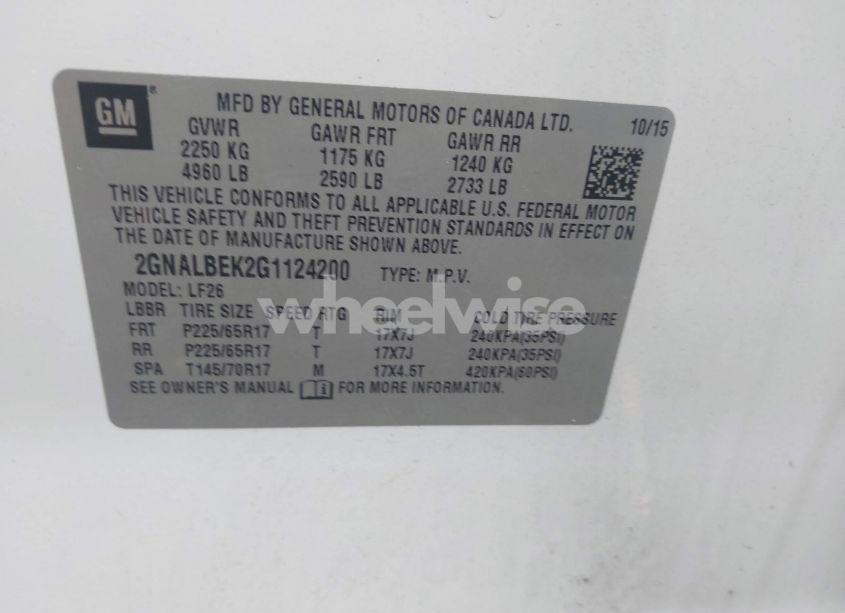 GM®
MFD BY GENERAL MOTORS OF CANADA LTD. 10/15
GVWR GAWR FRT GAWR RR
2250 KG 1175 KG 1240 KG
4960 LB 2590 LB 2733 LB
THIS VEHICLE CONFORMS TO ALL APPLICABLE U.S. FEDERAL MOTOR
VEHICLE SAFETY AND THEFT PREVENTION STANDARDS IN EFFECT ON
THE DATE OF MANUFACTURE SHOWN ABOVE.
2GNALBEK2G1124200 TYPE: M.P.V.
MODEL: LF26
wheelwise
LBBR TIRE SIZE SPEED RTG RIM COLD TIRE PRESSURE
FRT P225/65R17 T 17X7J 240KPA(35PSI)
RR P225/65R17 T 17X7J 240KPA(35PSI)
SPA T145/70R17 M 17X4.5T 420KPA(60PSI)
SEE OWNER'S MANUAL FOR MORE INFORMATION.